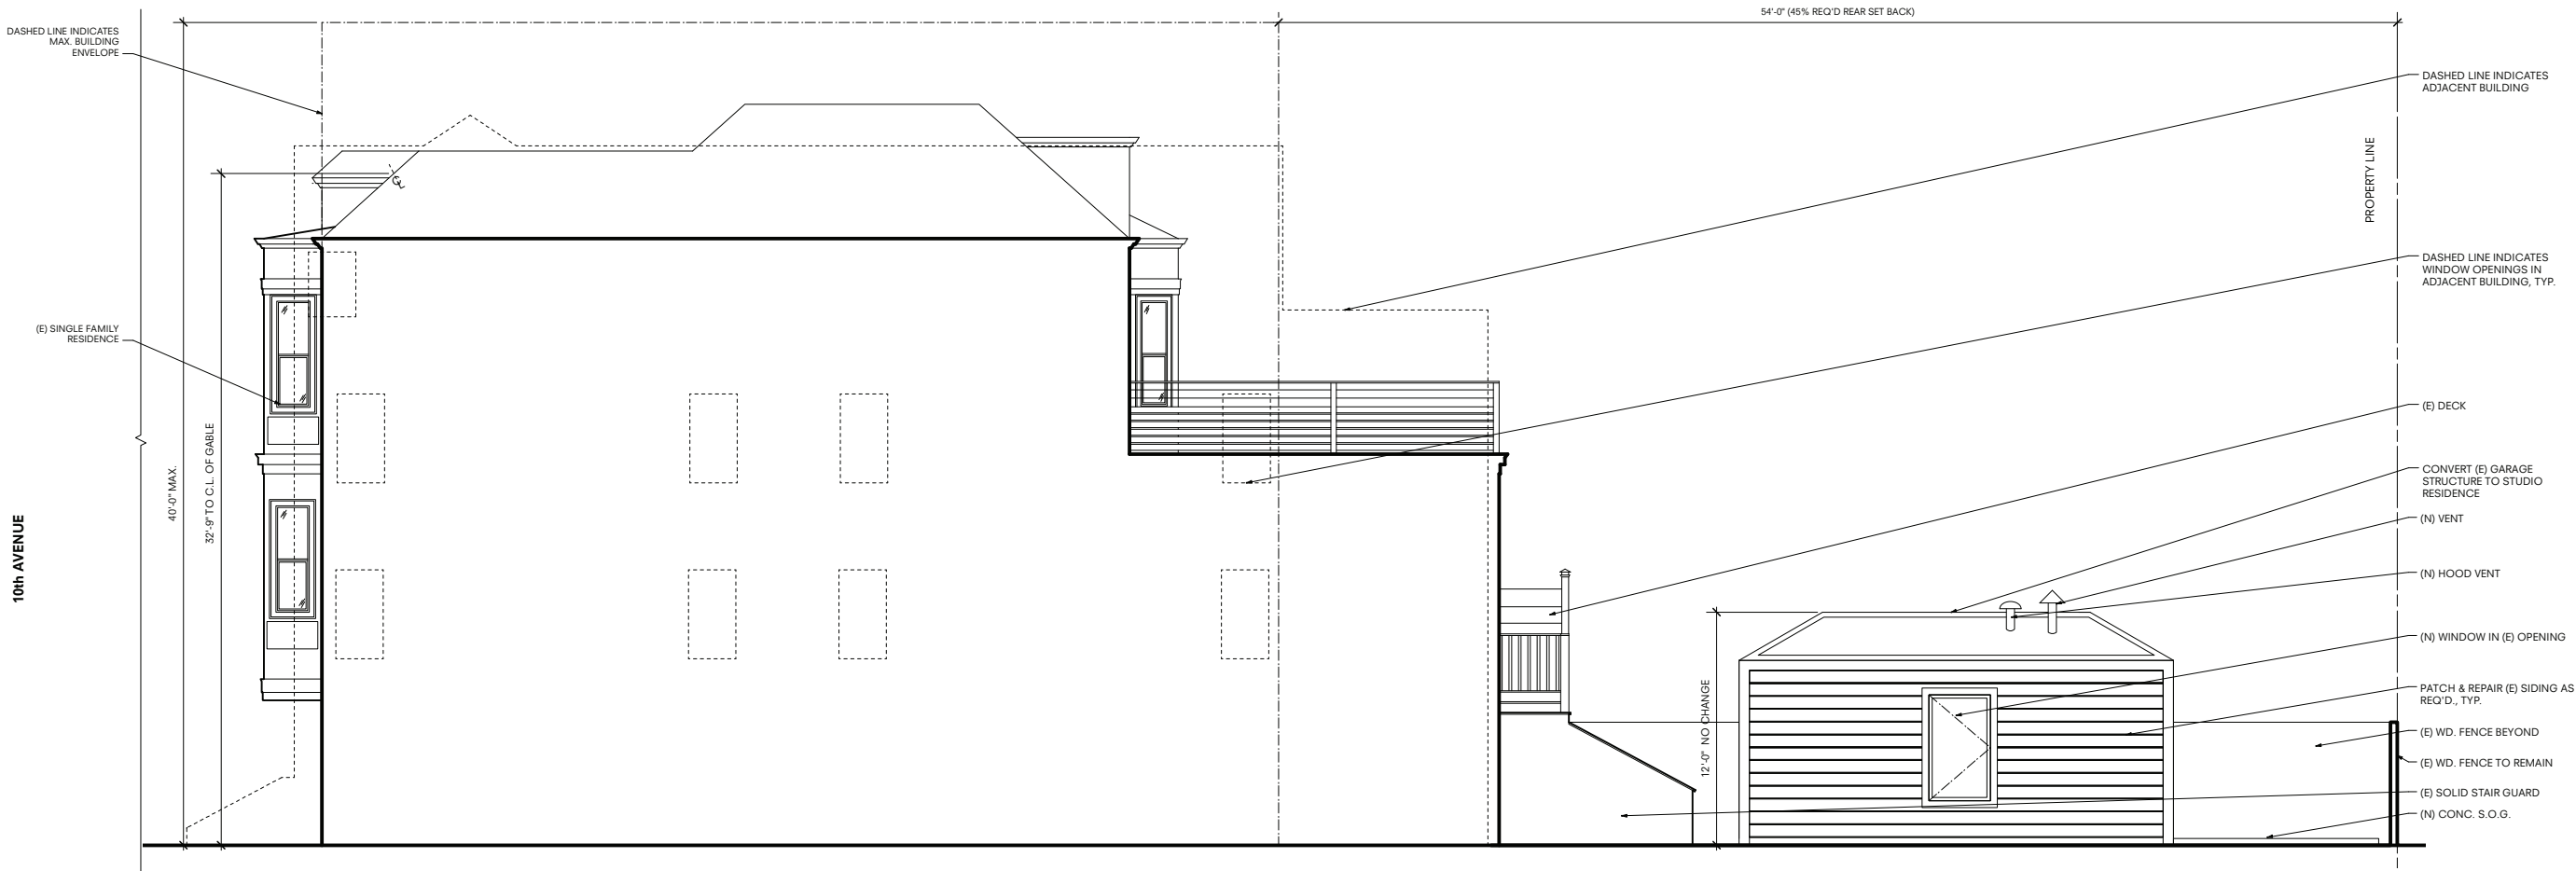 54'-0" (45% REQ'D REAR SET BACK)
DASHED LINE INDICATES
MAX. BUILDING
ENVELOPE
(E) SINGLE FAMILY
RESIDENCE
10th AVENUE
40'-0" MAX.
32'-9" TO C.L. OF GABLE
CL
12'-0" NO CHANGE
PROPERTY LINE
DASHED LINE INDICATES
ADJACENT BUILDING
DASHED LINE INDICATES
WINDOW OPENINGS IN
ADJACENT BUILDING, TYP.
(E) DECK
CONVERT (E) GARAGE
STRUCTURE TO STUDIO
RESIDENCE
(N) VENT
(N) HOOD VENT
(N) WINDOW IN (E) OPENING
PATCH & REPAIR (E) SIDING AS
REQ'D., TYP.
(E) WD. FENCE BEYOND
(E) WD. FENCE TO REMAIN
(E) SOLID STAIR GUARD
(N) CONC. S.O.G.